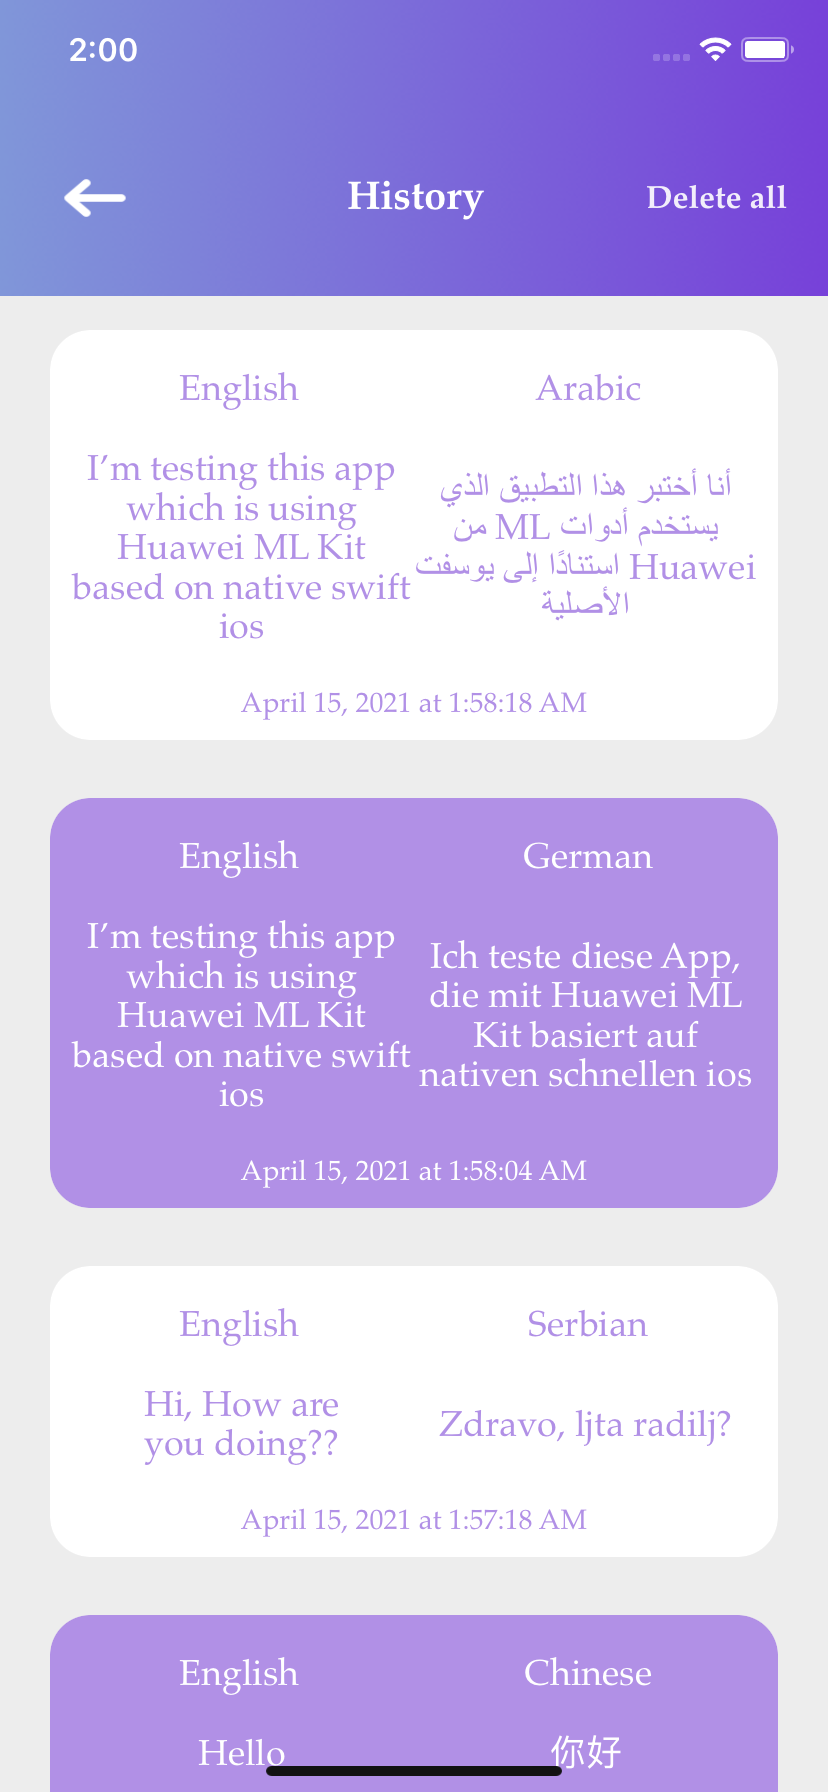 2:00
History
Delete all
English
Arabic
I’m testing this app
which is using
Huawei ML Kit
based on native swift
ios
أنا أختبر هذا التطبيق الذي
يستخدم أدوات ML من
Huawei استنادًا إلى يوسفت
الأصلية
April 15, 2021 at 1:58:18 AM
English
German
I’m testing this app
which is using
Huawei ML Kit
based on native swift
ios
Ich teste diese App,
die mit Huawei ML
Kit basiert auf
nativen schnellen ios
April 15, 2021 at 1:58:04 AM
English
Serbian
Hi, How are
you doing??
Zdravo, ljta radilj?
April 15, 2021 at 1:57:18 AM
English
Chinese
Hello
你好